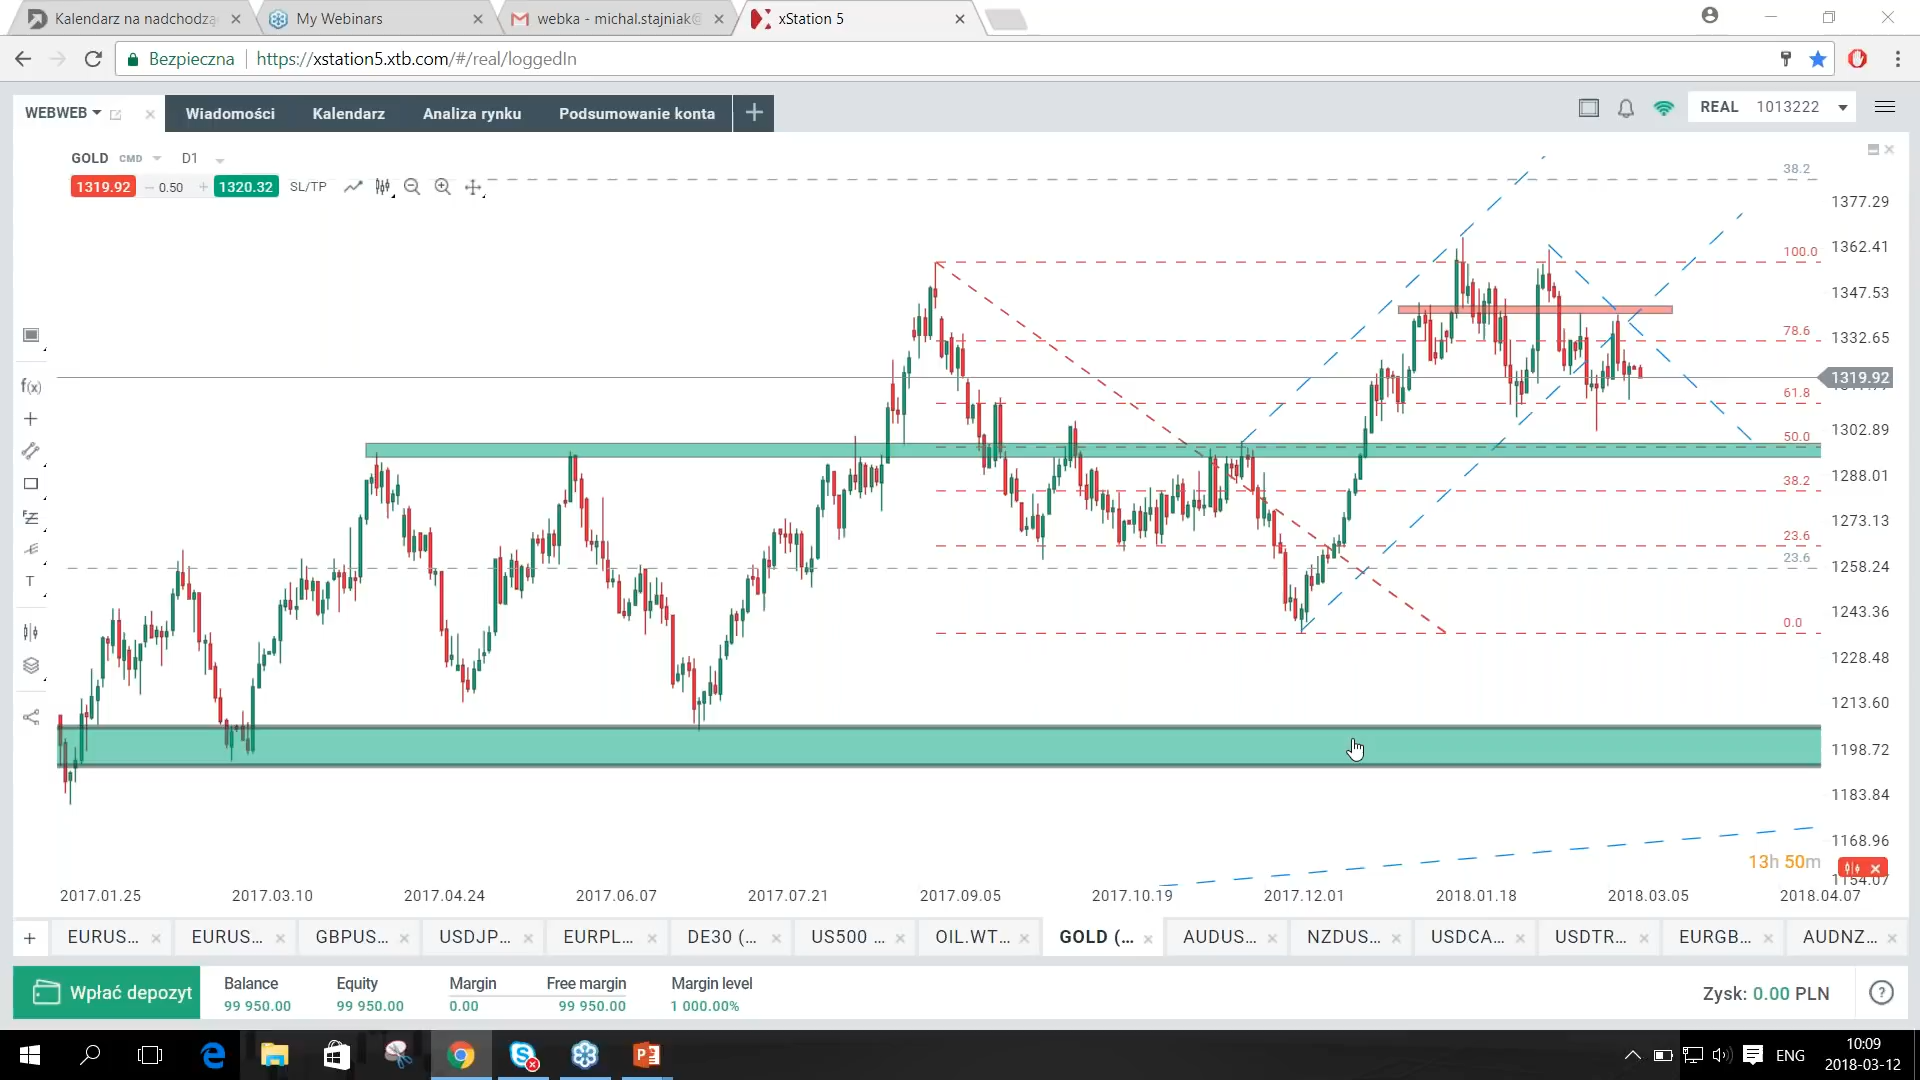 Kalendarz na nadchodzą
My Webinars
webka - michal.stajniak@
xStation 5
Bezpieczna
https://xstation5.xtb.com/#/real/loggedIn
WEBWEB
Wiadomości
Kalendarz
Analiza rynku
Podsumowanie konta
REAL 1013222
GOLD CMD D1
1319.92
0.50
1320.32
SL/TP
38.2
1377.29
100.0
1362.41
1347.53
78.6
1332.65
f(x)
1319.92
61.8
50.0
1302.89
38.2
1288.01
1273.13
23.6
23.6
1258.24
T
1243.36
0.0
1228.48
1213.60
1198.72
1183.84
1168.96
13h 50m
1154.07
2017.01.25
2017.03.10
2017.04.24
2017.06.07
2017.07.21
2017.09.05
2017.10.19
2017.12.01
2018.01.18
2018.03.05
2018.04.07
EURUS...
EURUS...
GBPUS...
USDJP...
EURPL...
DE30 (...
US500 ...
OIL.WT...
GOLD (...
AUDUS...
NZDUS...
USDCA...
USDTR...
EURGB...
AUDNZ...
Wpłać depozyt
Balance
99 950.00
Equity
99 950.00
Margin
0.00
Free margin
99 950.00
Margin level
1 000.00%
Zysk: 0.00 PLN
ENG
10:09
2018-03-12